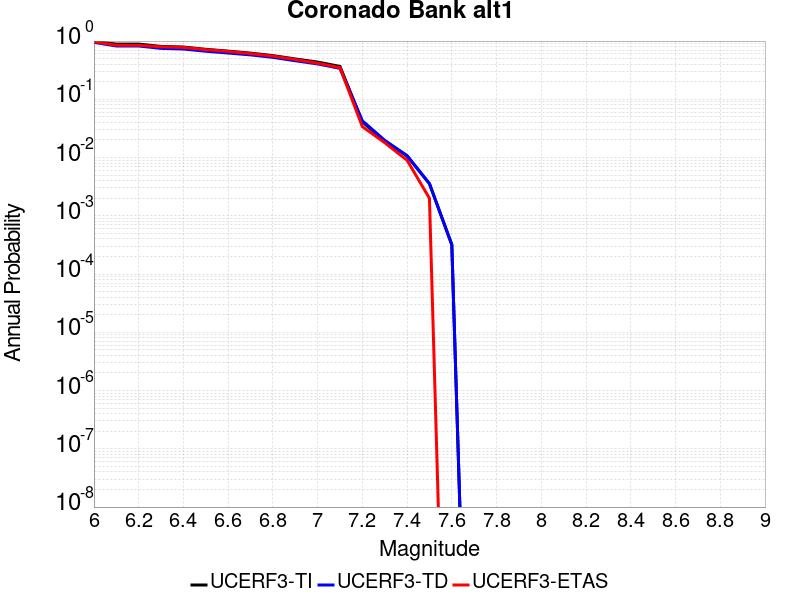 Coronado Bank alt1
10^0
10^-1
10^-2
10^-3
10^-4
10^-5
10^-6
10^-7
10^-8
Annual Probability
6 6.2 6.4 6.6 6.8 7 7.2 7.4 7.6 7.8 8 8.2 8.4 8.6 8.8 9
Magnitude
UCERF3-TI UCERF3-TD UCERF3-ETAS